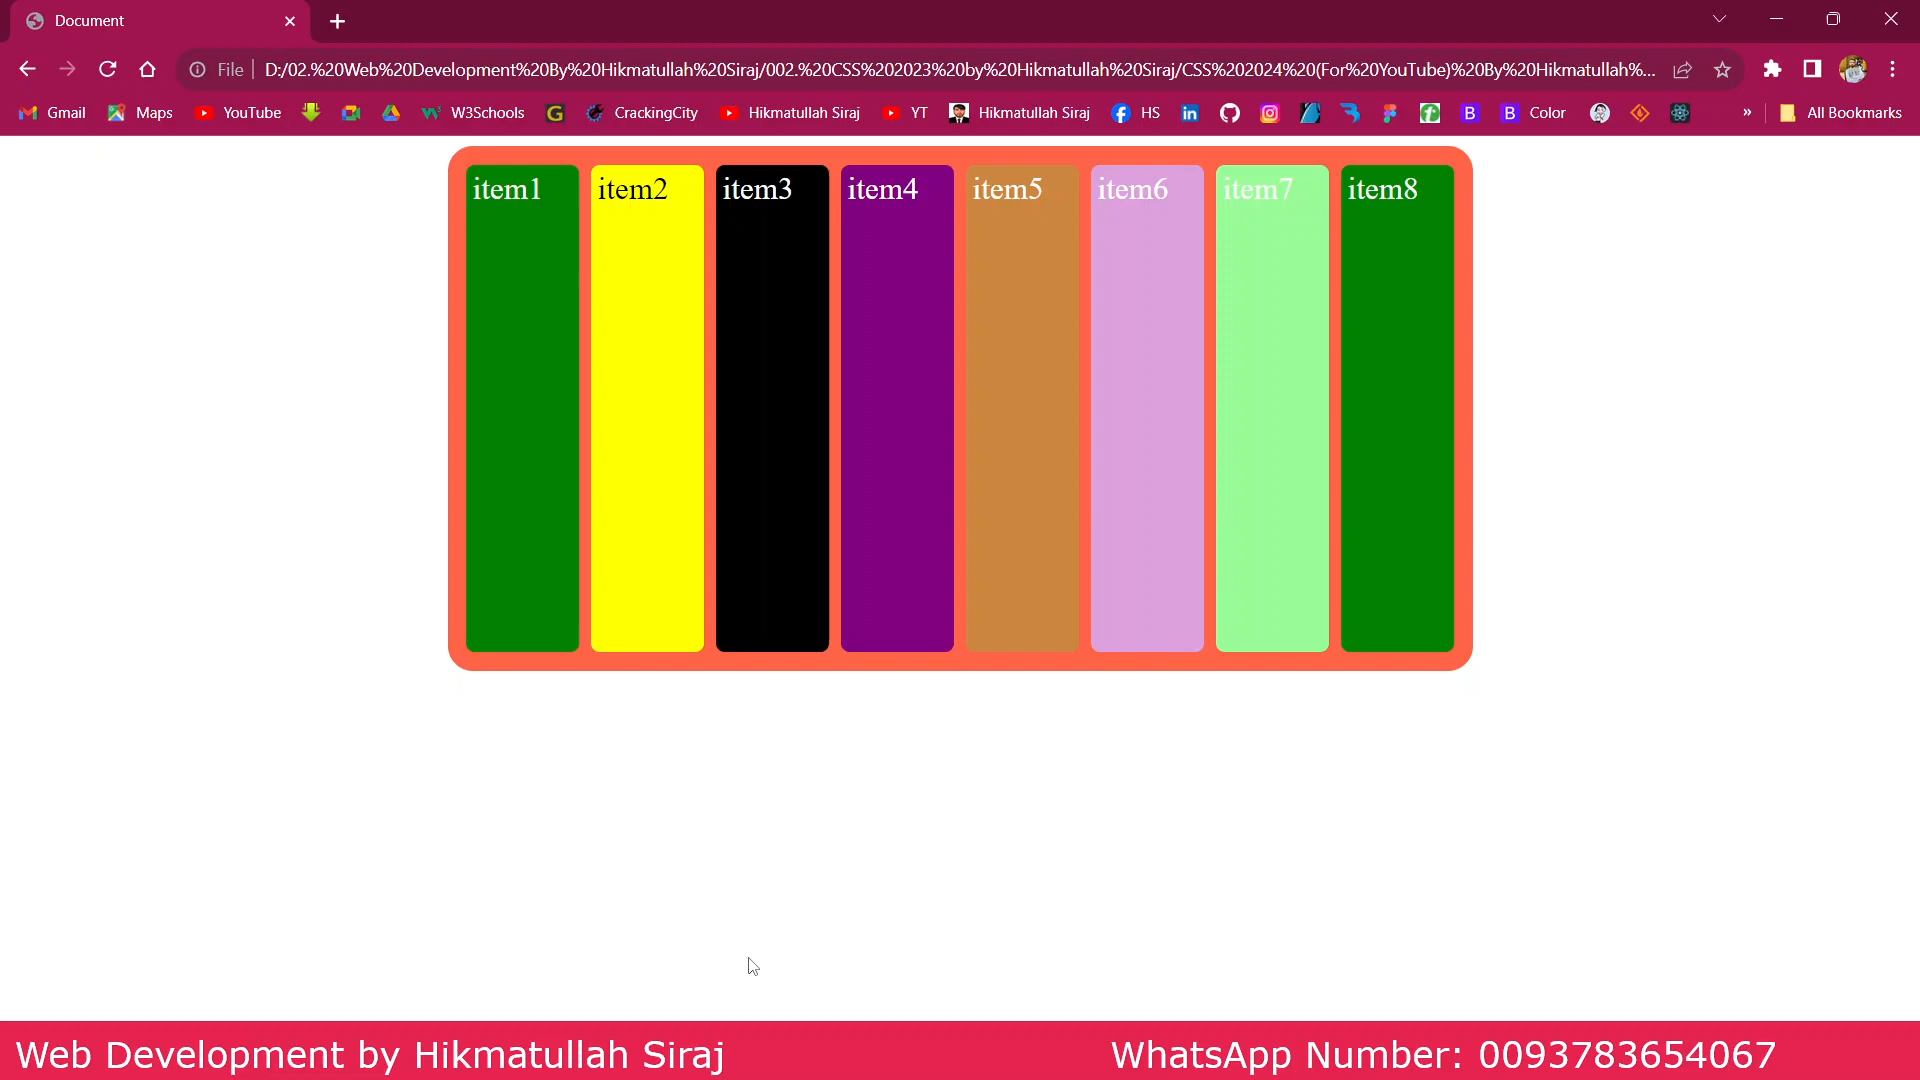 Document
File D:/02.%20Web%20Development%20By%20Hikmatullah%20Siraj/002.%20CSS%202023%20by%20Hikmatullah%20Siraj/CSS%202024%20(For%20YouTube)%20By%20Hikmatullah%...
Gmail Maps YouTube W3Schools CrackingCity Hikmatullah Siraj YT Hikmatullah Siraj HS Color » All Bookmarks
item1 item2 item3 item4 item5 item6 item7 item8
Web Development by Hikmatullah Siraj WhatsApp Number: 0093783654067